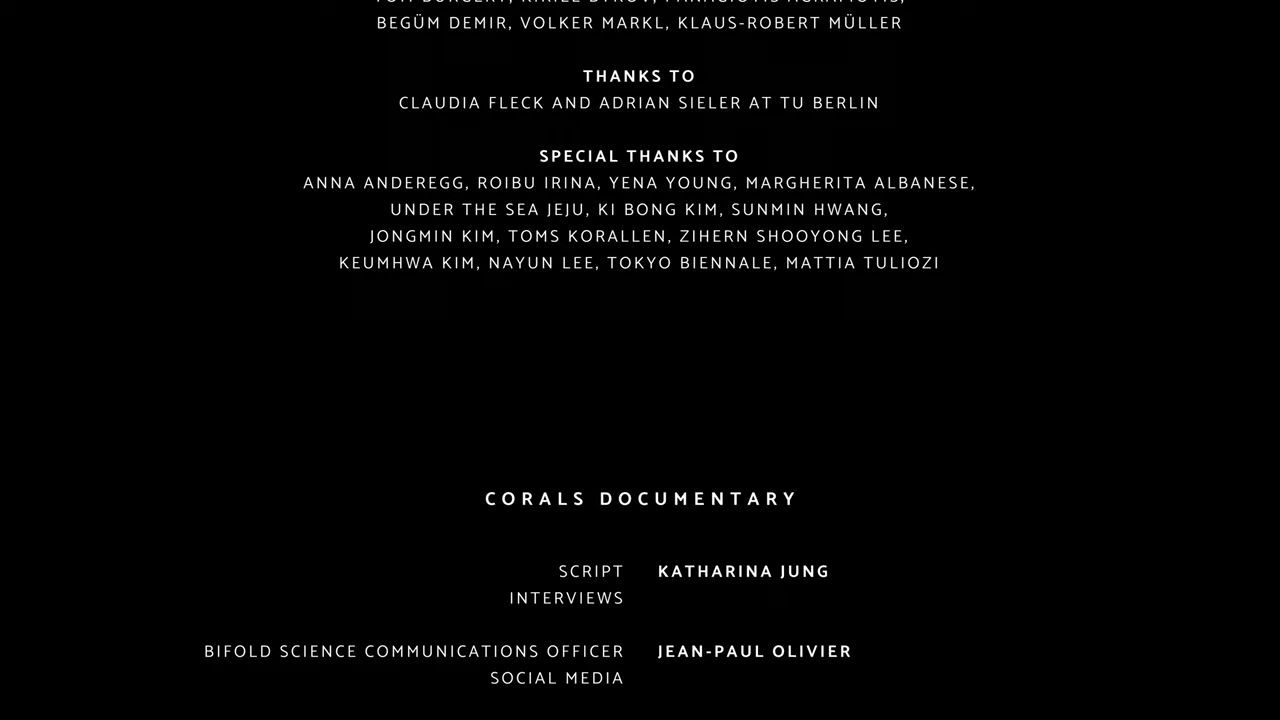 BEGÜM DEMIR, VOLKER MARKL, KLAUS-ROBERT MÜLLER
THANKS TO
CLAUDIA FLECK AND ADRIAN SIELER AT TU BERLIN
SPECIAL THANKS TO
ANNA ANDEREGG, ROIBU IRINA, YENA YOUNG, MARGHERITA ALBANESE,
UNDER THE SEA JEJU, KI BONG KIM, SUNMIN HWANG,
JONGMIN KIM, TOMS KORALLEN, ZIHERN SHOOYONG LEE,
KEUMHWA KIM, NAYUN LEE, TOKYO BIENNALE, MATTIA TULIOZI
CORALS DOCUMENTARY
SCRIPT KATHARINA JUNG
INTERVIEWS
BIFOLD SCIENCE COMMUNICATIONS OFFICER JEAN-PAUL OLIVIER
SOCIAL MEDIA